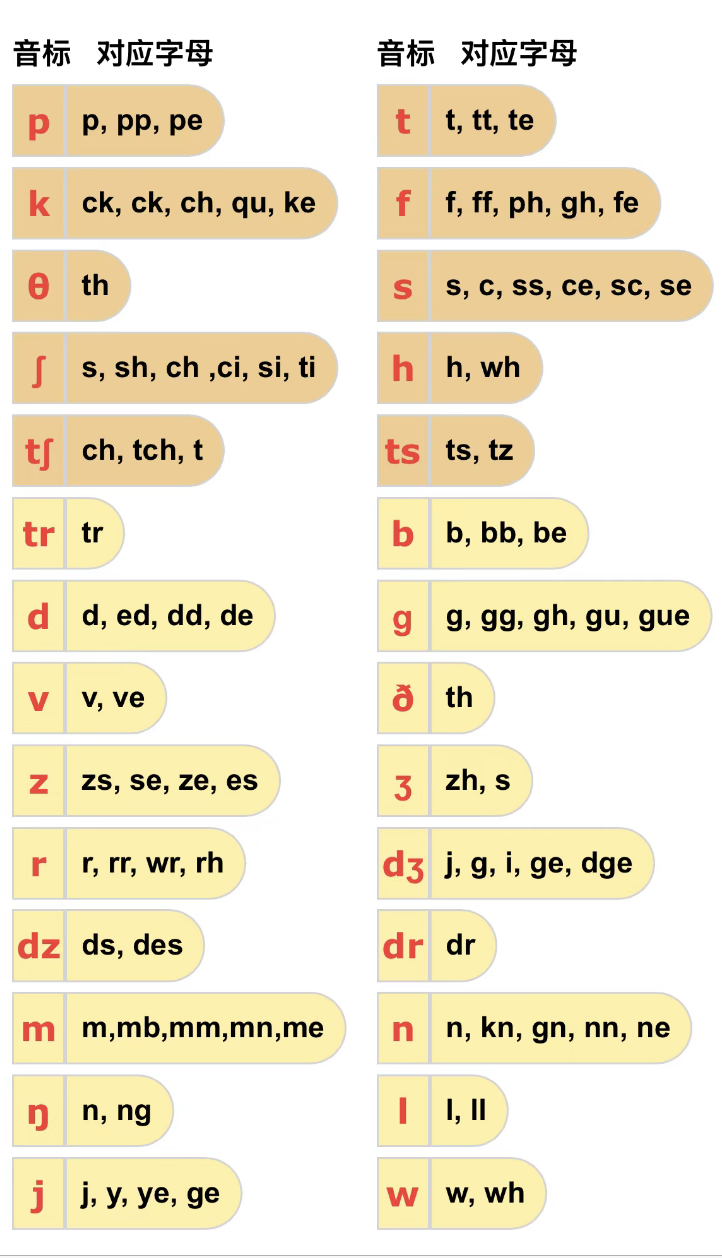 音标 对应字母 音标 对应字母
p p, pp, pe t t, tt, te
k ck, ck, ch, qu, ke f f, ff, ph, gh, fe
θ th s s, c, ss, ce, sc, se
ʃ s, sh, ch ,ci, si, ti h h, wh
tʃ ch, tch, t ts ts, tz
tr tr b b, bb, be
d d, ed, dd, de g g, gg, gh, gu, gue
v v, ve ð th
z zs, se, ze, es ʒ zh, s
r r, rr, wr, rh dʒ j, g, i, ge, dge
dz ds, des dr dr
m m,mb,mm,mn,me n n, kn, gn, nn, ne
ŋ n, ng l l, ll
j j, y, ye, ge w w, wh